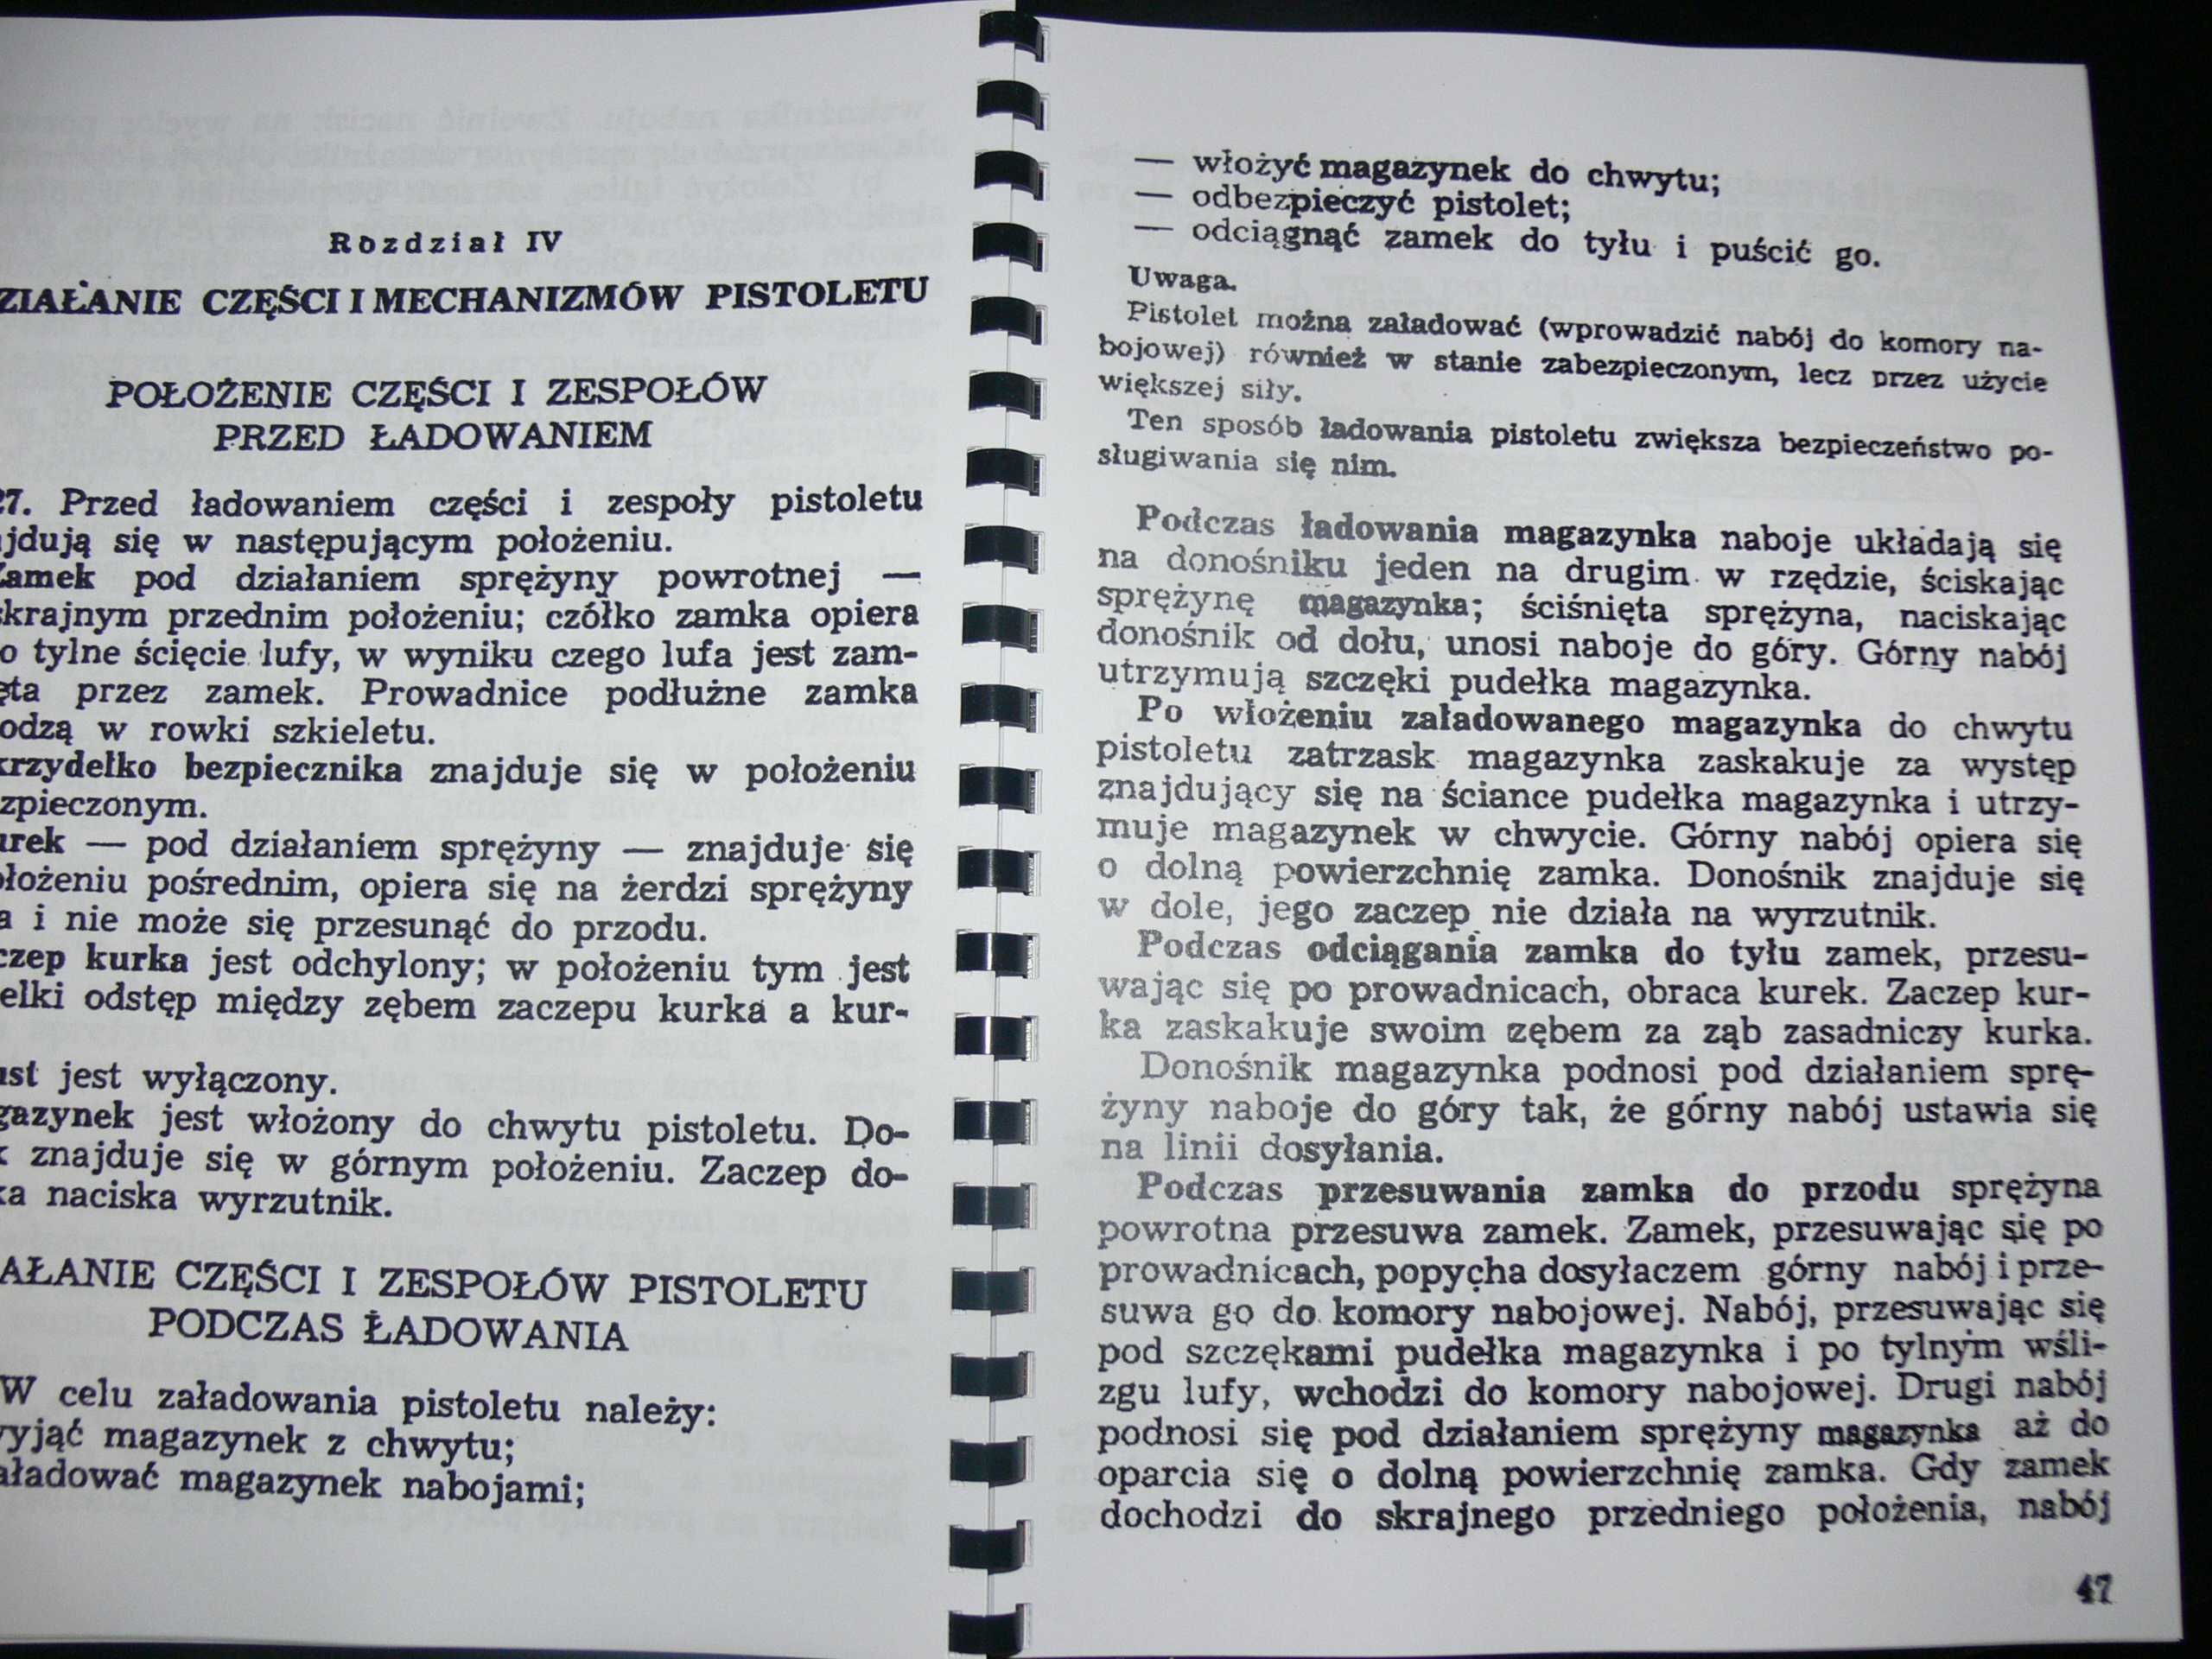 Rozdział IV
ZIAŁANIE CZĘŚCI I MECHANIZMÓW PISTOLETU
POŁOŻENIE CZĘŚCI I ZESPOŁÓW
PRZED ŁADOWANIEM
27. Przed ładowaniem części i zespoły pistoletu
jdują się w następującym położeniu.
amek pod działaniem sprężyny powrotnej —
krajnym przednim położeniu; czółko zamka opiera
o tylne ścięcie lufy, w wyniku czego lufa jest zam-
ęta przez zamek. Prowadnice podłużne zamka
odzą w rowki szkieletu.
rzydełko bezpiecznika znajduje się w położeniu
zpieczonym.
urek — pod działaniem sprężyny — znajduje się
łożeniu pośrednim, opiera się na żerdzi sprężyny
a i nie może się przesunąć do przodu.
czep kurka jest odchylony; w położeniu tym jest
elki odstęp między zębem zaczepu kurka a kur-
ust jest wyłączony.
gazynek jest włożony do chwytu pistoletu. Do-
k znajduje się w górnym położeniu. Zaczep do-
ka naciska wyrzutnik.
AŁANIE CZĘŚCI I ZESPOŁÓW PISTOLETU
PODCZAS ŁADOWANIA
W celu załadowania pistoletu należy:
yjąć magazynek z chwytu;
aładować magazynek nabojami;
— włożyć magazynek do chwytu;
— odbezpieczyć pistolet;
— odciągnąć zamek do tyłu i puścić go.
Uwaga.
Pistolet można załadować (wprowadzić nabój do komory na-
bojowej) również w stanie zabezpieczonym, lecz przez użycie
większej siły.
Ten sposób ładowania pistoletu zwiększa bezpieczeństwo po-
sługiwania się nim.
Podczas ładowania magazynka naboje układają się
na donośniku jeden na drugim w rzędzie, ściskając
sprężynę magazynka; ściśnięta sprężyna, naciskając
donośnik od dołu, unosi naboje do góry. Górny nabój
utrzymują szczęki pudełka magazynka.
Po włożeniu załadowanego magazynka do chwytu
pistoletu zatrzask magazynka zaskakuje za występ
znajdujący się na ściance pudełka magazynka i utrzy-
muje magazynek w chwycie. Górny nabój opiera się
o dolną powierzchnię zamka. Donośnik znajduje się
w dole, jego zaczep nie działa na wyrzutnik.
Podczas odciągania zamka do tyłu zamek, przesu-
wając się po prowadnicach, obraca kurek. Zaczep kur-
ka zaskakuje swoim zębem za ząb zasadniczy kurka.
Donośnik magazynka podnosi pod działaniem sprę-
żyny naboje do góry tak, że górny nabój ustawia się
na linii dosyłania.
Podczas przesuwania zamka do przodu sprężyna
powrotna przesuwa zamek. Zamek, przesuwając się po
prowadnicach, popycha dosyłaczem górny nabój i prze-
suwa go do komory nabojowej. Nabój, przesuwając się
pod szczękami pudełka magazynka i po tylnym wśli-
zgu lufy, wchodzi do komory nabojowej. Drugi nabój
podnosi się pod działaniem sprężyny magazynka aż do
oparcia się o dolną powierzchnię zamka. Gdy zamek
dochodzi do skrajnego przedniego położenia, nabój
47